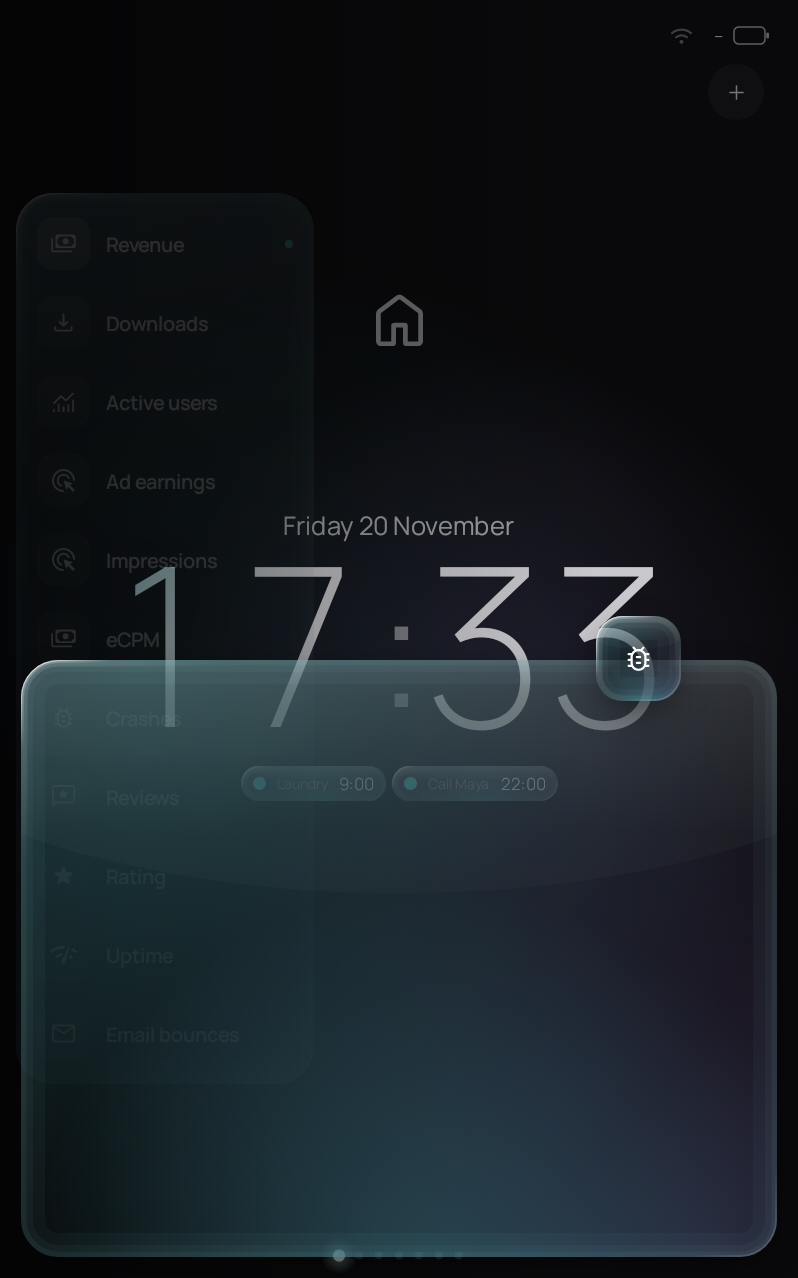 Revenue
Downloads
Active users
Ad earnings
Friday 20 November
Impressions
17:33
eCPM
Crashes
Laundry 9:00
Call Maya 22:00
Reviews
Rating
Uptime
Email bounces